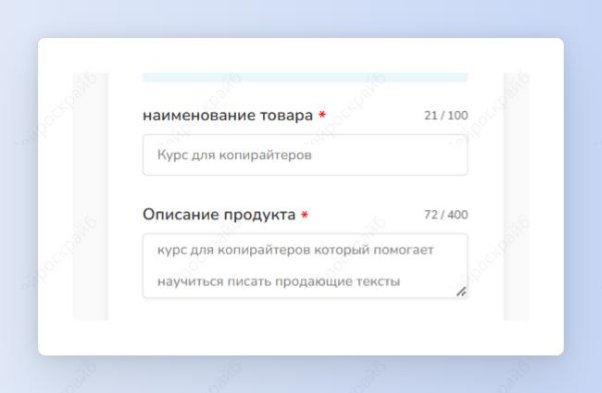 наименование товара *
21 / 100
Курс для копирайтеров
Описание продукта *
72 / 400
курс для копирайтеров который помогает
научиться писать продающие тексты